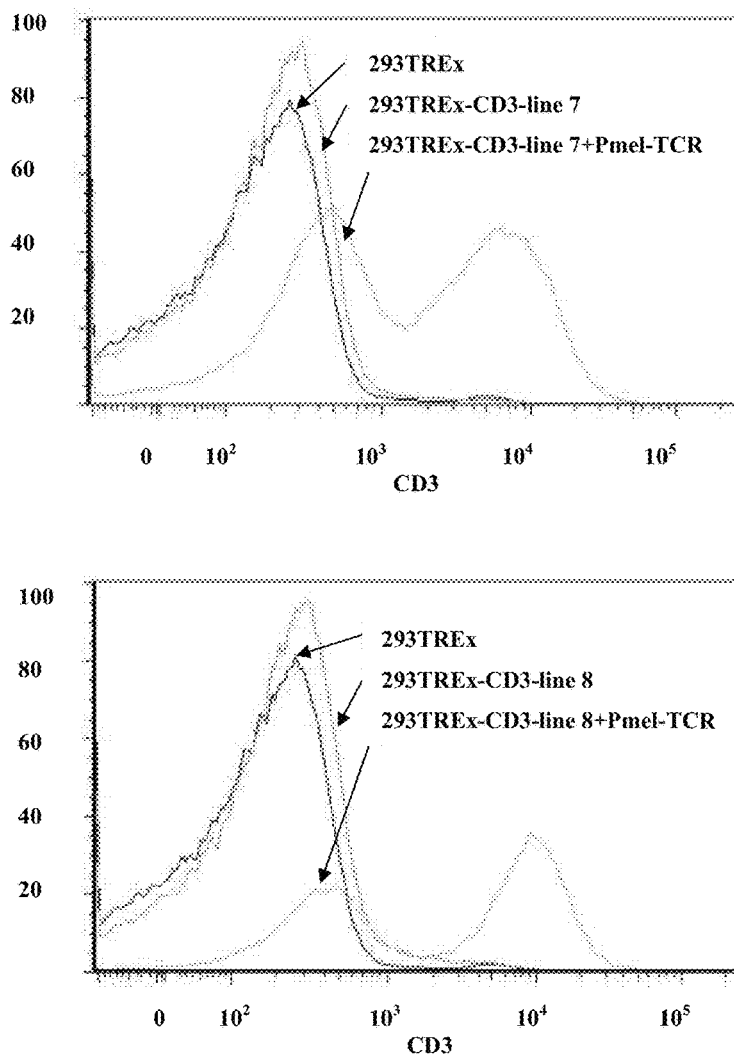 100
293TREx
80
293TREx-CD3-line 7
293TREx-CD3-line 7+Pmel-TCR
60
40
20
0 10² 10³ 10⁴ 10⁵
CD3
100
293TREx
80
293TREx-CD3-line 8
293TREx-CD3-line 8+Pmel-TCR
60
40
20
0 10² 10³ 10⁴ 10⁵
CD3